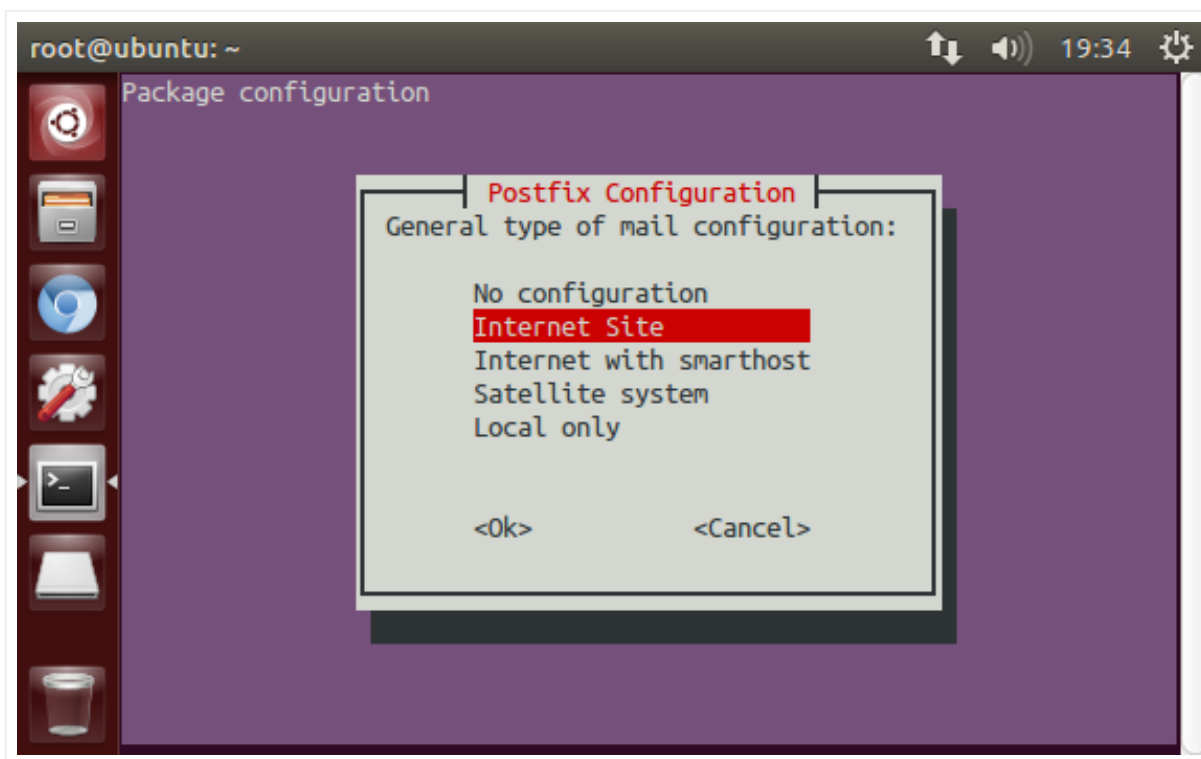 root@ubuntu: ~ 19:34
Package configuration
Postfix Configuration
General type of mail configuration:
No configuration
Internet Site
Internet with smarthost
Satellite system
Local only
<Ok> <Cancel>
>_